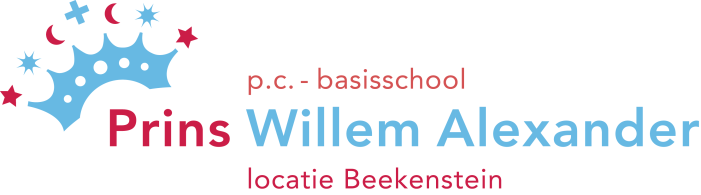 p.c. - basisschool
Prins Willem Alexander
locatie Beekenstein